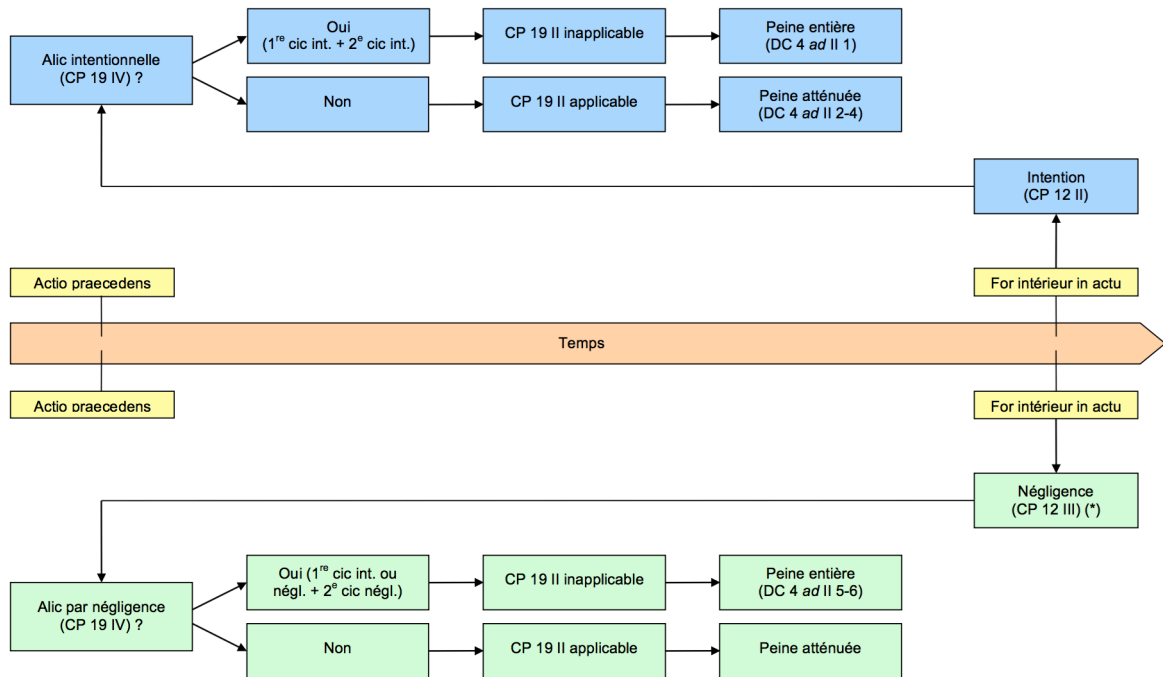 Oui
(1re cic int. + 2e cic int.)
CP 19 II inapplicable
Peine entière
(DC 4 ad II 1)
Alic intentionnelle
(CP 19 IV) ?
Non
CP 19 II applicable
Peine atténuée
(DC 4 ad II 2-4)
Intention
(CP 12 II)
Actio praecedens
For intérieur in actu
Temps
Actio praecedens
For intérieur in actu
Négligence
(CP 12 III) (*)
Oui (1re cic int. ou
négl. + 2e cic négl.)
CP 19 II inapplicable
Peine entière
(DC 4 ad II 5-6)
Alic par négligence
(CP 19 IV) ?
Non
CP 19 II applicable
Peine atténuée